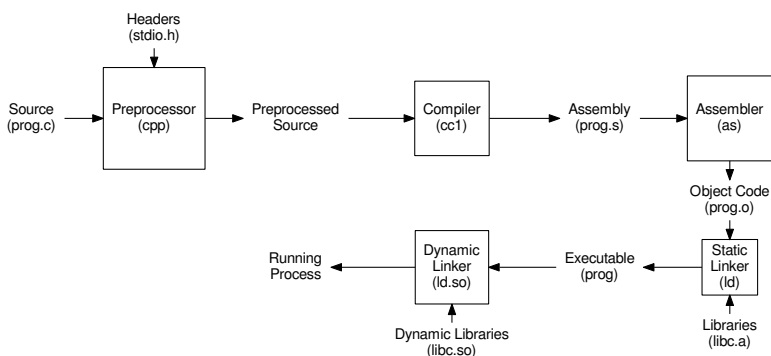 Headers
(stdio.h)
Source
(prog.c)
Preprocessor
(cpp)
Preprocessed
Source
Compiler
(cc1)
Assembly
(prog.s)
Assembler
(as)
Object Code
(prog.o)
Static
Linker
(ld)
Libraries
(libc.a)
Executable
(prog)
Dynamic
Linker
(ld.so)
Dynamic Libraries
(libc.so)
Running
Process